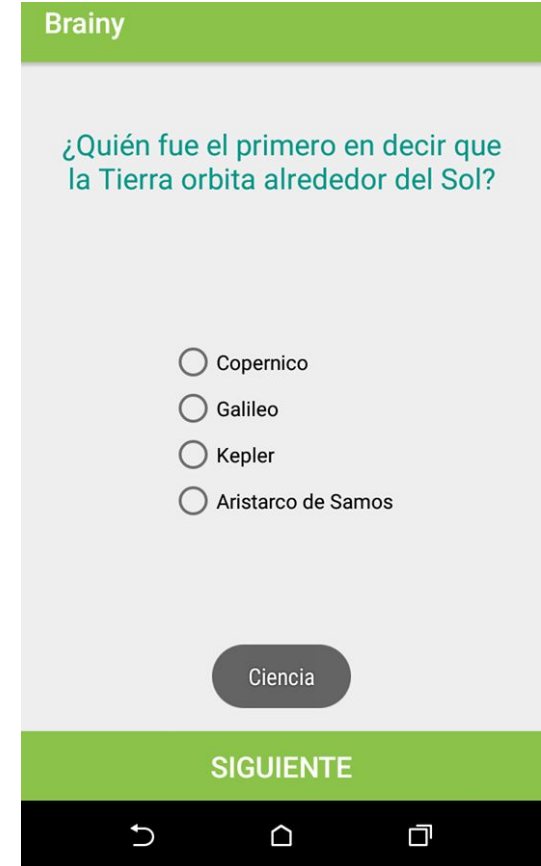 Brainy
¿Quién fue el primero en decir que
la Tierra orbita alrededor del Sol?
Copernico
Galileo
Kepler
Aristarco de Samos
Ciencia
SIGUIENTE